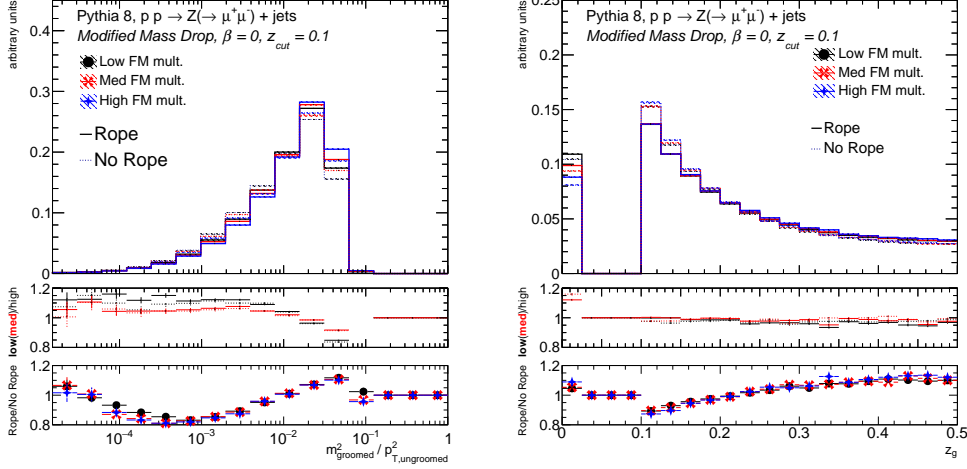 arbitrary units
Pythia 8, p p → Z(→ μ⁺μ⁻) + jets
Modified Mass Drop, β = 0, z_cut = 0.1
Low FM mult.
Med FM mult.
High FM mult.
Rope
No Rope
0.4
0.3
0.2
0.1
0
low(med)/high
1.2
1
0.8
Rope/No Rope
1.2
1
0.8
10⁻⁴
10⁻³
10⁻²
10⁻¹
1
m²_groomed / p²_T,ungroomed
arbitrary units
Pythia 8, p p → Z(→ μ⁺μ⁻) + jets
Modified Mass Drop, β = 0, z_cut = 0.1
Low FM mult.
Med FM mult.
High FM mult.
Rope
No Rope
0.25
0.2
0.15
0.1
0.05
0
low(med)/high
1.2
1
0.8
Rope/No Rope
1.2
1
0.8
0
0.1
0.2
0.3
0.4
0.5
z_g